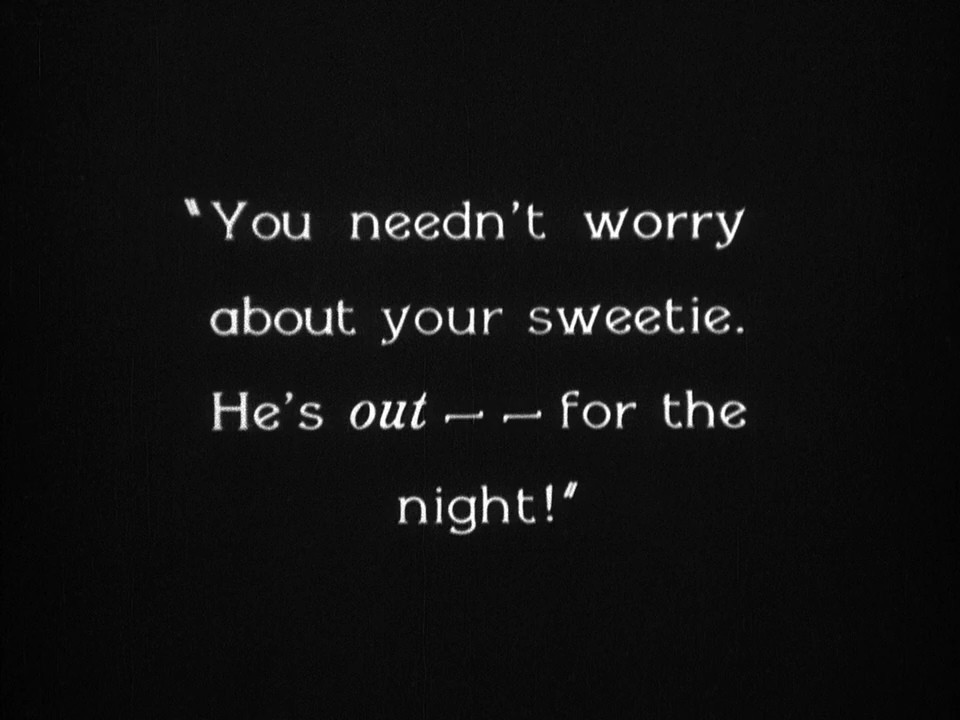 "You needn't worry
about your sweetie.
He's out — — for the
night!"